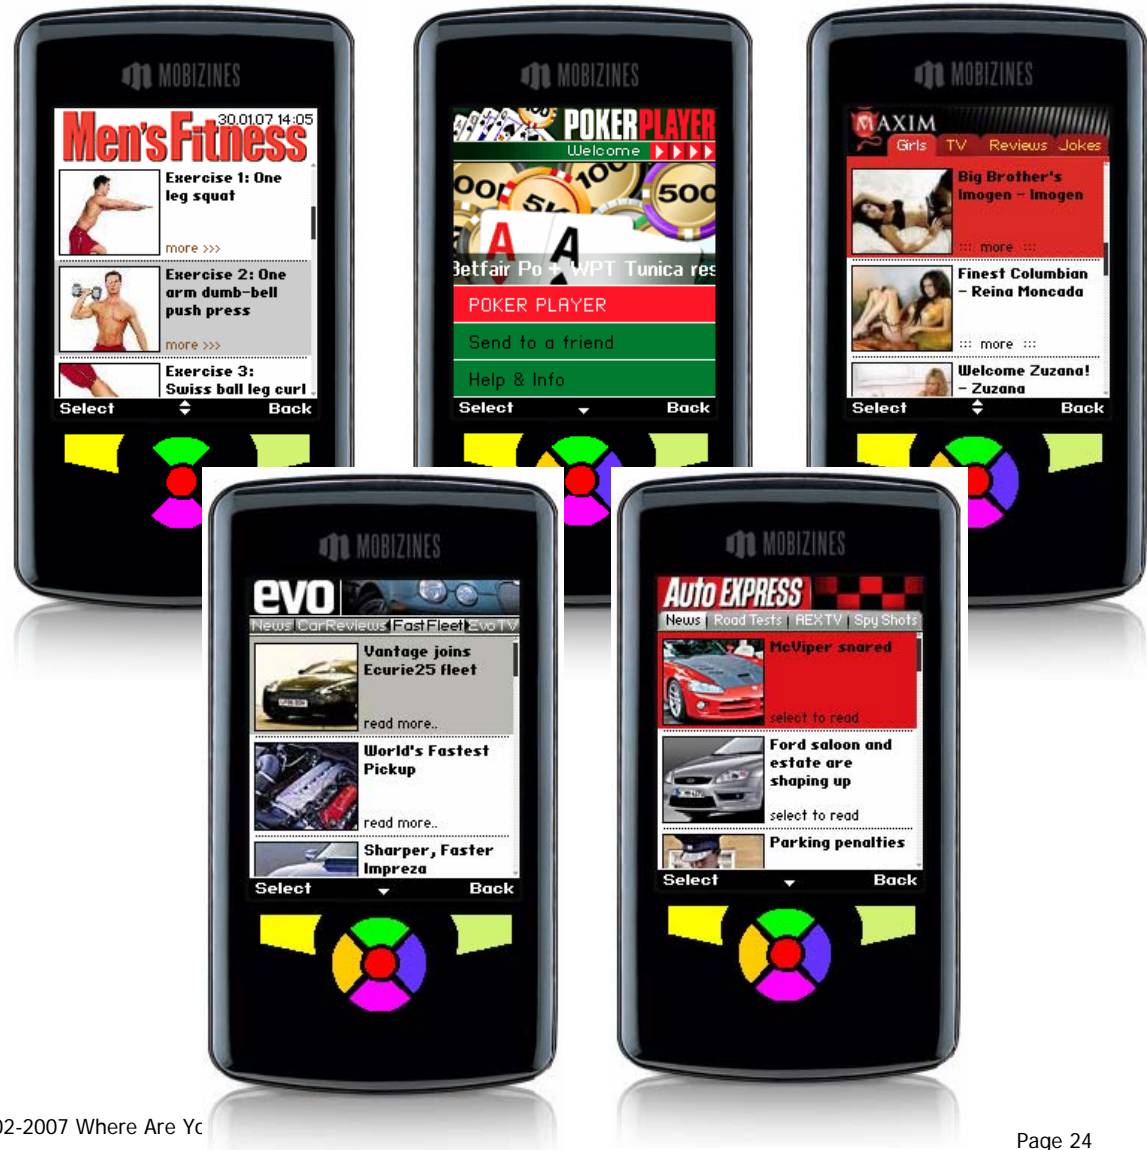 MOBIZINES
Men's Fitness
30.01.07 14:05
Exercise 1: One
leg squat
more >>>
Exercise 2: One
arm dumb-bell
push press
more >>>
Exercise 3:
Swiss ball leg curl
Select
Back
MOBIZINES
POKERPLAYER
Welcome
100
500
5K
A
A
Betfair Po + WPT Tunica res
POKER PLAYER
Send to a friend
Help & Info
Select
Back
MOBIZINES
MAXIM
Girls TV Reviews Jokes
Big Brother's
Imogen - Imogen
::: more :::
Finest Columbian
- Reina Moncada
::: more :::
Welcome Zuzana!
- Zuzana
Select
Back
MOBIZINES
evo
News CarReviews FastFleet EvoTV
Vantage joins
Ecurie25 fleet
read more..
World's Fastest
Pickup
read more..
Sharper, Faster
Impreza
Select
Back
MOBIZINES
Auto EXPRESS
News | Road Tests | AEXTV | Spy Shots
McViper snared
select to read
Ford saloon and
estate are
shaping up
select to read
Parking penalties
Select
Back
02-2007 Where Are Yo
Page 24